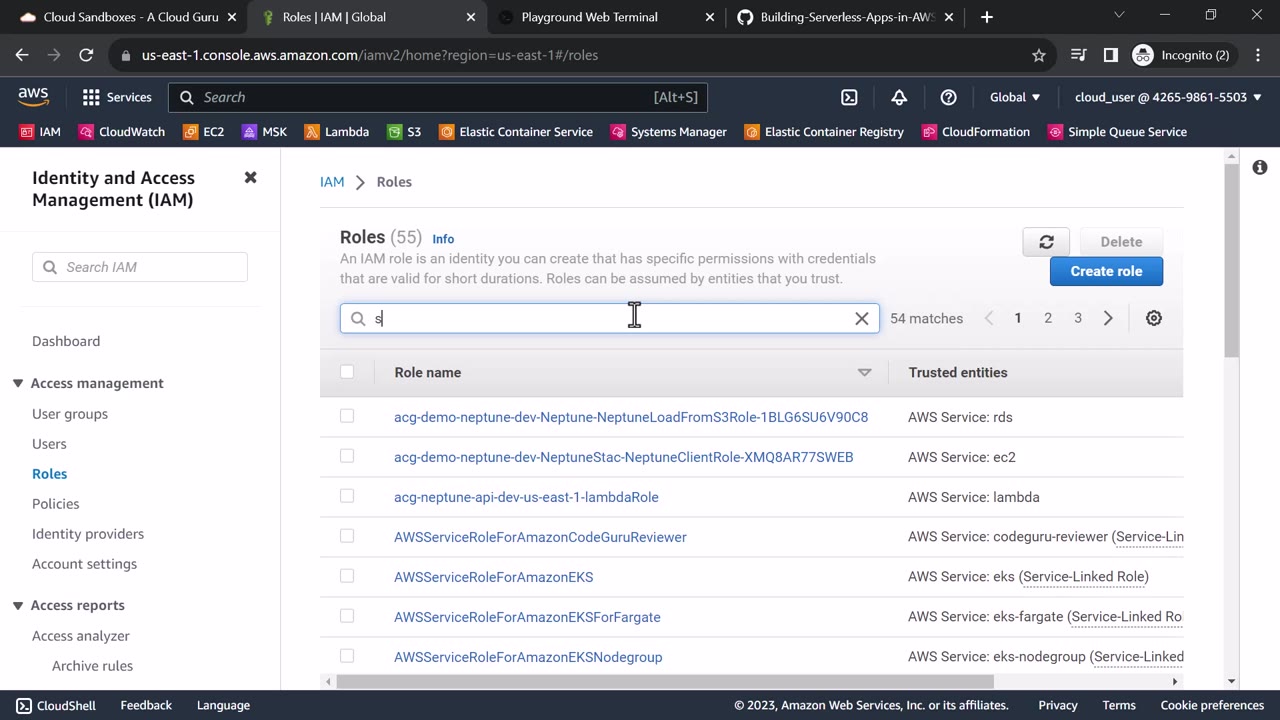 Cloud Sandboxes - A Cloud Guru
Roles | IAM | Global
Playground Web Terminal
Building-Serverless-Apps-in-AWS
us-east-1.console.aws.amazon.com/iamv2/home?region=us-east-1#/roles
Incognito (2)
aws
Services
Search
[Alt+S]
Global
cloud_user @ 4265-9861-5503
IAM
CloudWatch
EC2
MSK
Lambda
S3
Elastic Container Service
Systems Manager
Elastic Container Registry
CloudFormation
Simple Queue Service
Identity and Access
Management (IAM)
Search IAM
Dashboard
Access management
User groups
Users
Roles
Policies
Identity providers
Account settings
Access reports
Access analyzer
Archive rules
IAM > Roles
Roles (55) Info
An IAM role is an identity you can create that has specific permissions with credentials
that are valid for short durations. Roles can be assumed by entities that you trust.
Delete
Create role
s
54 matches
1 2 3
Role name
Trusted entities
acg-demo-neptune-dev-Neptune-NeptuneLoadFromS3Role-1BLG6SU6V90C8
AWS Service: rds
acg-demo-neptune-dev-NeptuneStac-NeptuneClientRole-XMQ8AR77SWEB
AWS Service: ec2
acg-neptune-api-dev-us-east-1-lambdaRole
AWS Service: lambda
AWSServiceRoleForAmazonCodeGuruReviewer
AWS Service: codeguru-reviewer (Service-Lin
AWSServiceRoleForAmazonEKS
AWS Service: eks (Service-Linked Role)
AWSServiceRoleForAmazonEKSForFargate
AWS Service: eks-fargate (Service-Linked Ro
AWSServiceRoleForAmazonEKSNodegroup
AWS Service: eks-nodegroup (Service-Linked
CloudShell
Feedback
Language
© 2023, Amazon Web Services, Inc. or its affiliates.
Privacy
Terms
Cookie preferences